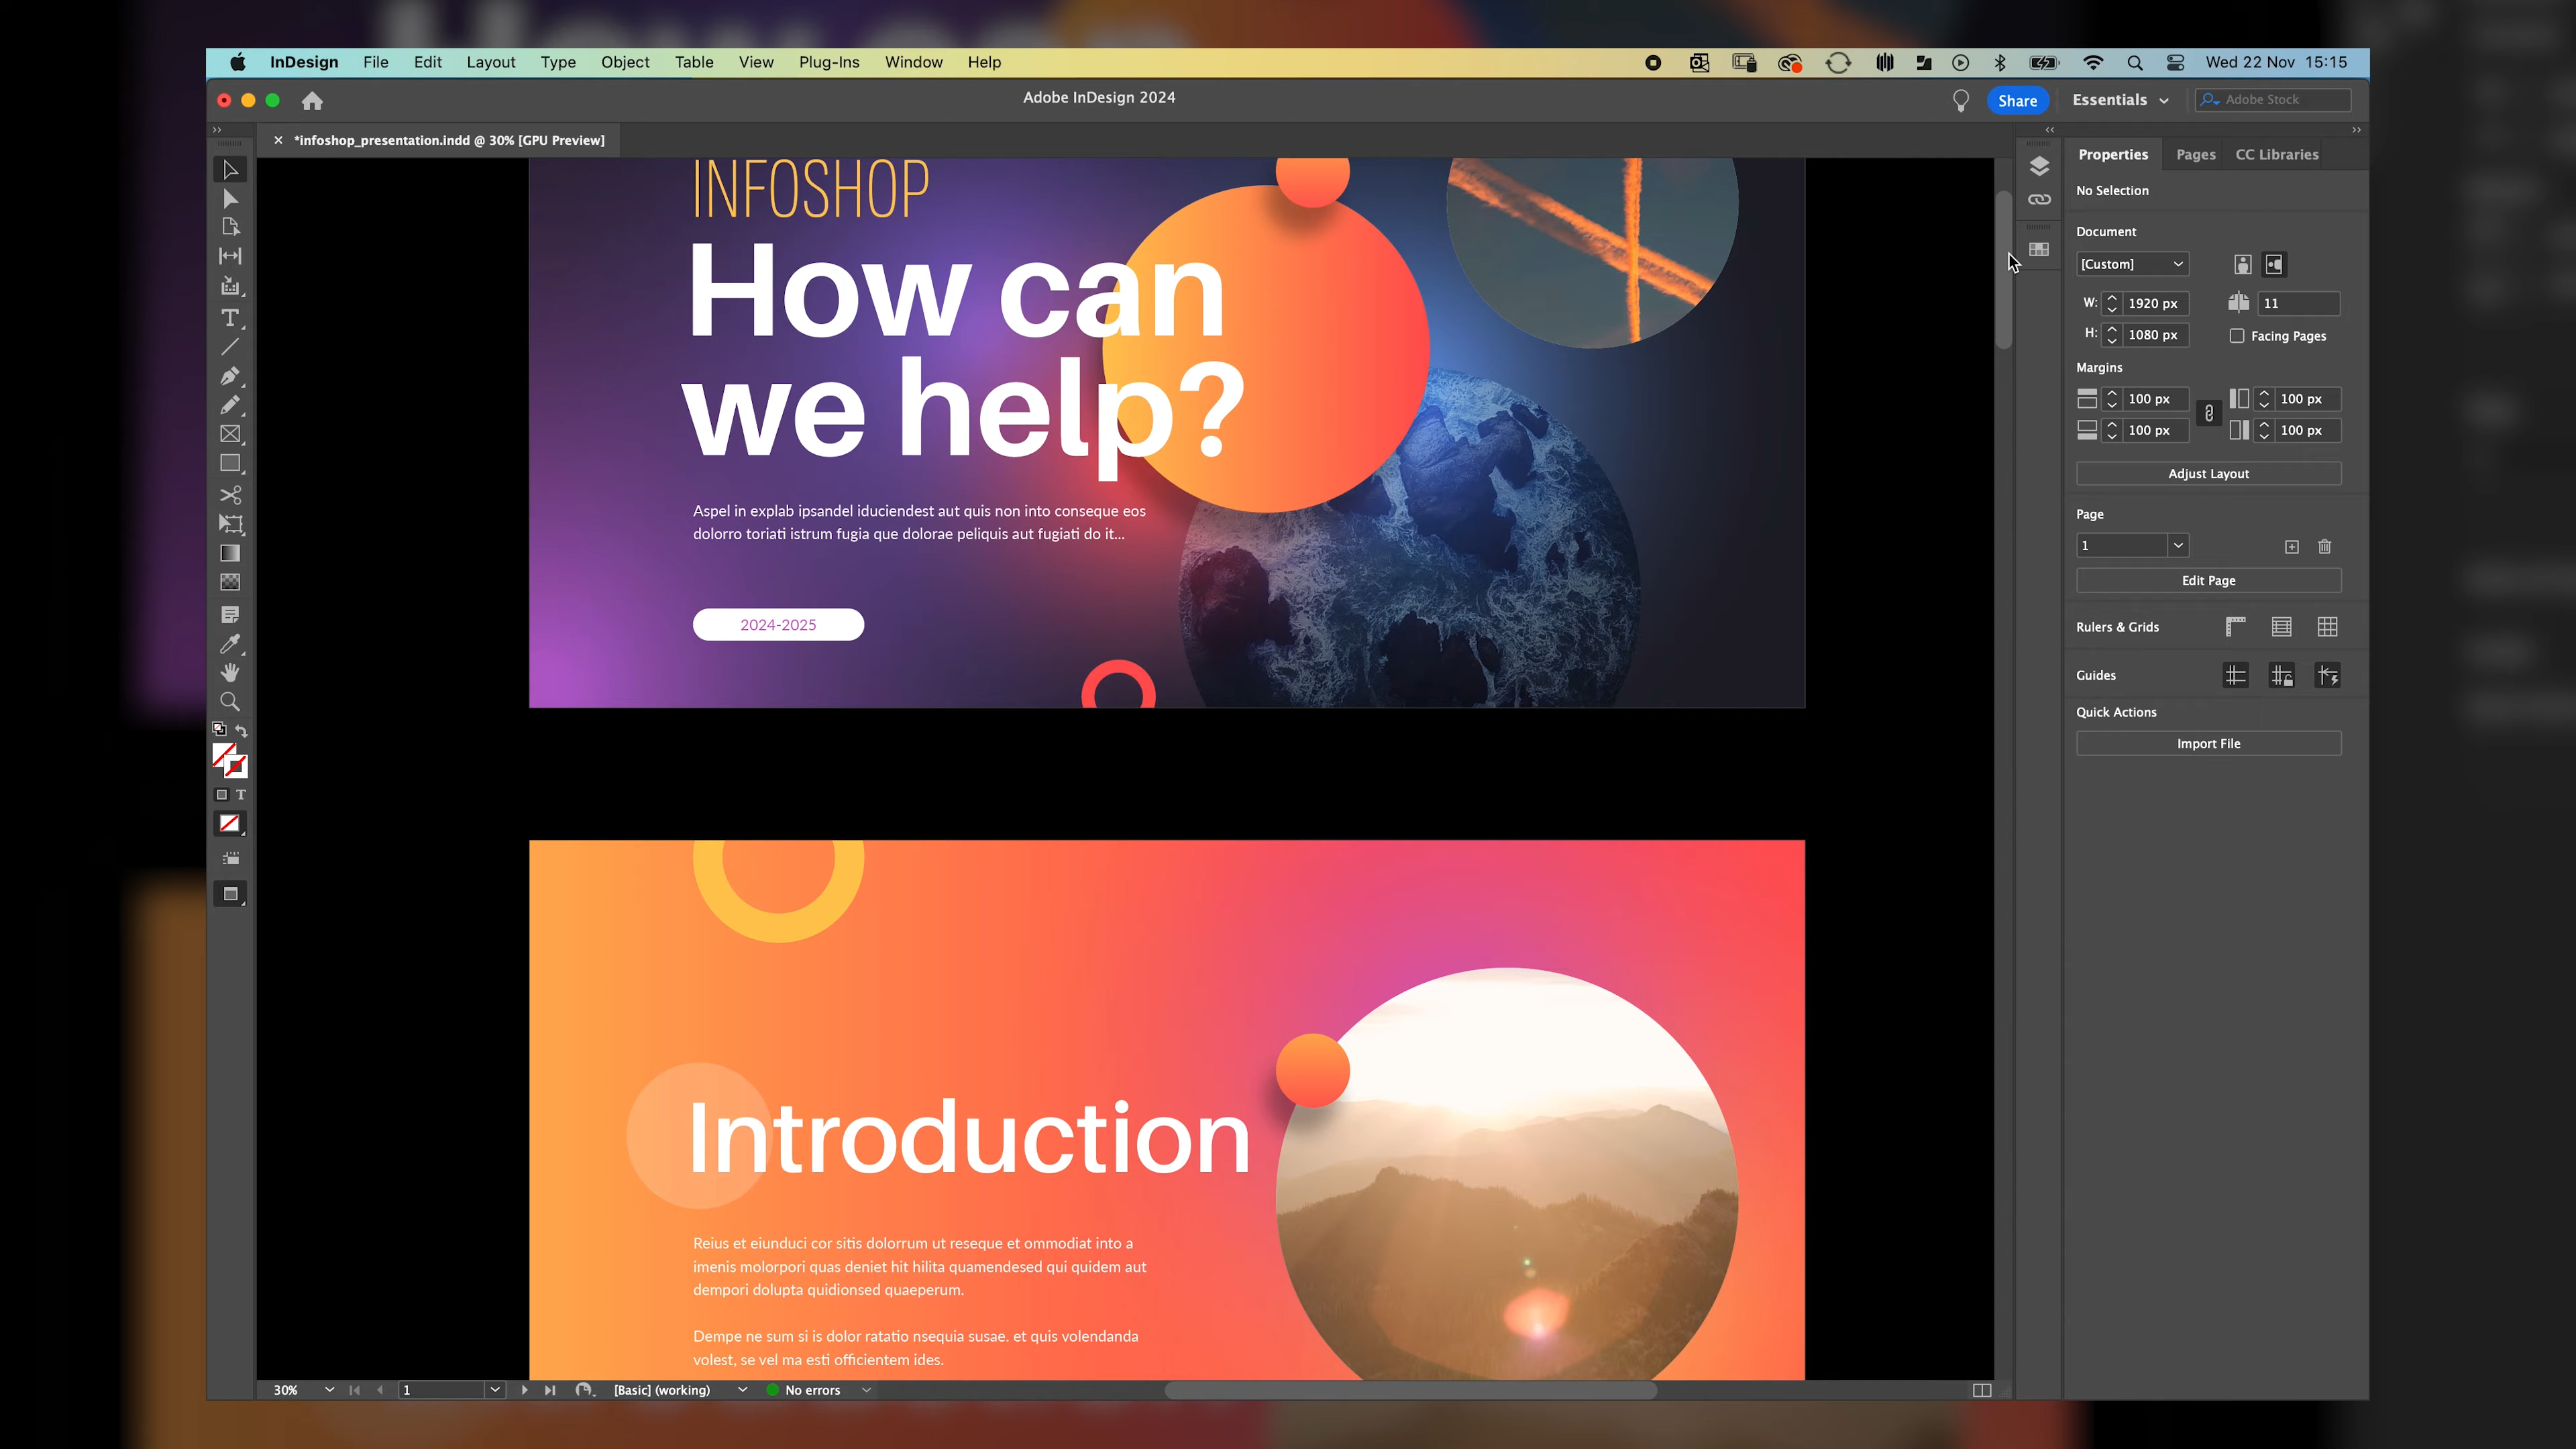 InDesign File Edit Layout Type Object Table View Plug-Ins Window Help Wed 22 Nov 15:15
Adobe InDesign 2024
Share
Essentials
Adobe Stock
*infoshop_presentation.indd @ 30% [GPU Preview]
INFOSHOP
How can
we help?
Aspel in explab ipsandel iduciendest aut quis non into conseque eos
dolorro toriati istrum fugia que dolorae peliquis aut fugiati do it...
2024-2025
Introduction
Reius et eiunduci cor sitis dolorrum ut reseque et ommodiat into a
imenis molorpori quas deniet hit hilita quamendesed qui quidem aut
dempori dolupta quidionsed quaeperum.
Dempe ne sum si is dolor ratatio nsequia susae. et quis volendanda
volest, se vel ma esti officientem ides.
Properties Pages CC Libraries
No Selection
Document
[Custom]
W: 1920 px 11
H: 1080 px Facing Pages
Margins
100 px 100 px
100 px 100 px
Adjust Layout
Page
1
Edit Page
Rulers & Grids
Guides
Quick Actions
Import File
30% 1 [Basic] (working) No errors